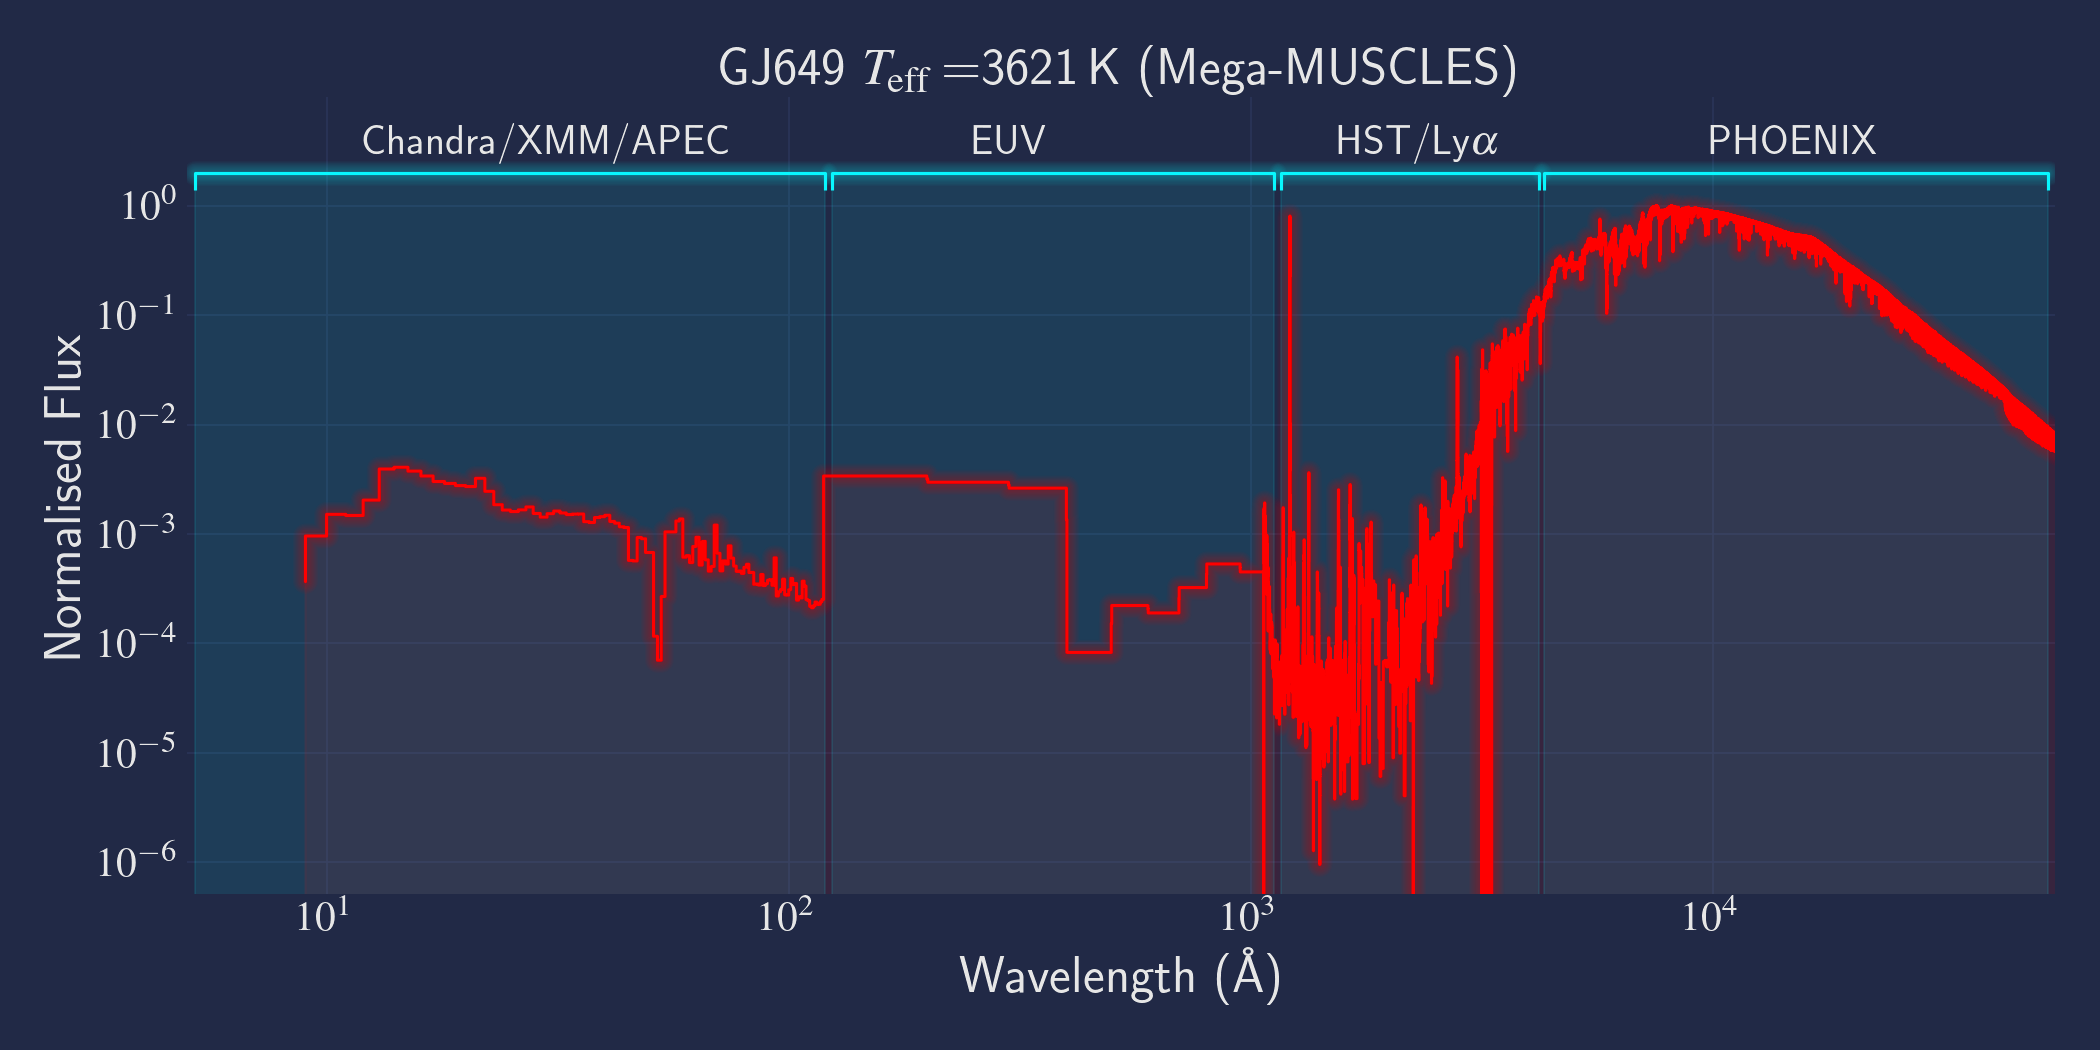 GJ649 T_eff =3621 K (Mega-MUSCLES)
Chandra/XMM/APEC EUV HST/Lyα PHOENIX
Normalised Flux
10^0
10^−1
10^−2
10^−3
10^−4
10^−5
10^−6
10^1 10^2 10^3 10^4
Wavelength (Å)